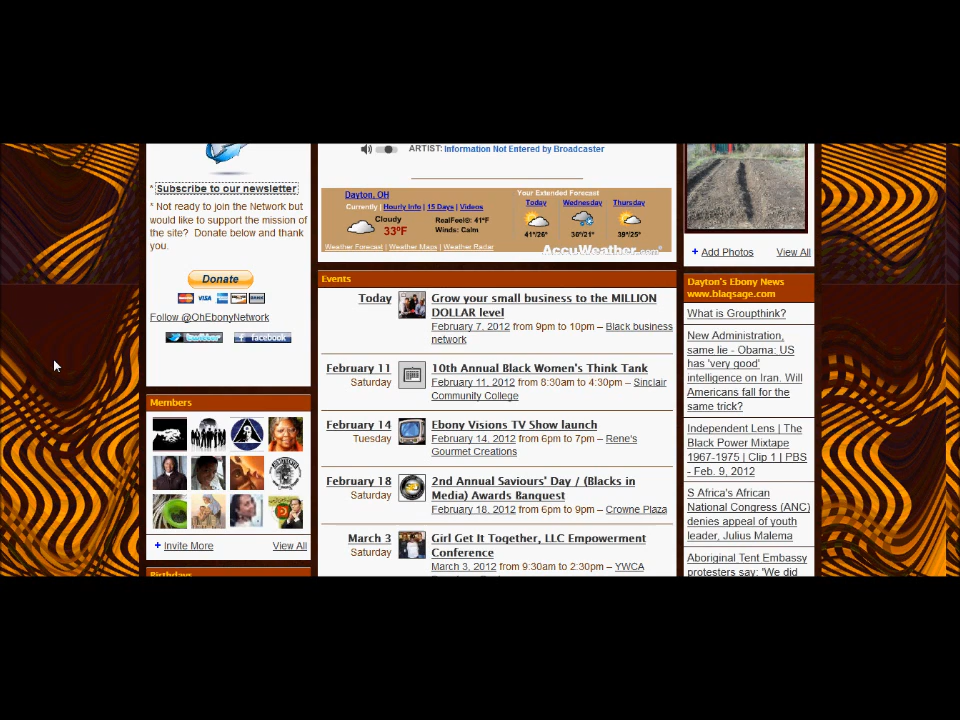 * Subscribe to our newsletter
* Not ready to join the Network but
would like to support the mission of
the site? Donate below and thank
you.
Donate
VISA
Follow @OhEbonyNetwork
twitter
facebook
Members
+ Invite More
View All
Birthdays
ARTIST: Information Not Entered by Broadcaster
Dayton, OH
Currently | Hourly Info | 15 Days | Videos
Cloudy
33°F
RealFeel®: 41°F
Winds: Calm
Weather Forecast | Weather Maps | Weather Radar
Your Extended Forecast
Today Wednesday Thursday
41°/26° 36°/21° 39°/25°
AccuWeather.com®
Events
Today
Grow your small business to the MILLION
DOLLAR level
February 7, 2012 from 9pm to 10pm – Black business
network
February 11
Saturday
10th Annual Black Women's Think Tank
February 11, 2012 from 8:30am to 4:30pm – Sinclair
Community College
February 14
Tuesday
Ebony Visions TV Show launch
February 14, 2012 from 6pm to 7pm – Rene's
Gourmet Creations
February 18
Saturday
2nd Annual Saviours' Day / (Blacks in
Media) Awards Banquest
February 18, 2012 from 6pm to 9pm – Crowne Plaza
March 3
Saturday
Girl Get It Together, LLC Empowerment
Conference
March 3, 2012 from 9:30am to 2:30pm – YWCA
+ Add Photos
View All
Dayton's Ebony News
www.blaqsage.com
What is Groupthink?
New Administration,
same lie - Obama: US
has 'very good'
intelligence on Iran. Will
Americans fall for the
same trick?
Independent Lens | The
Black Power Mixtape
1967-1975 | Clip 1 | PBS
- Feb. 9, 2012
S Africa's African
National Congress (ANC)
denies appeal of youth
leader, Julius Malema
Aboriginal Tent Embassy
protesters say: 'We did